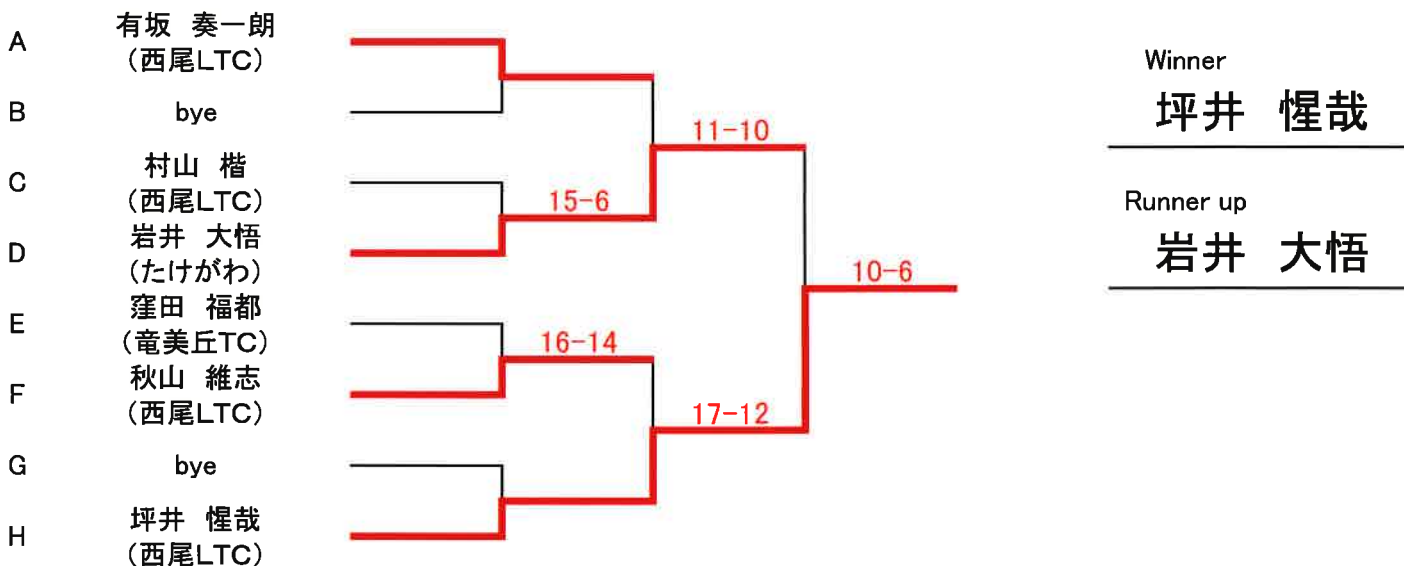 A
有坂 奏一朗
(西尾LTC)
B
bye
C
村山 楷
(西尾LTC)
D
岩井 大悟
(たけがわ)
E
窪田 福都
(竜美丘TC)
F
秋山 維志
(西尾LTC)
G
bye
H
坪井 惺哉
(西尾LTC)
15-6
16-14
11-10
17-12
10-6
Winner
坪井 惺哉
Runner up
岩井 大悟